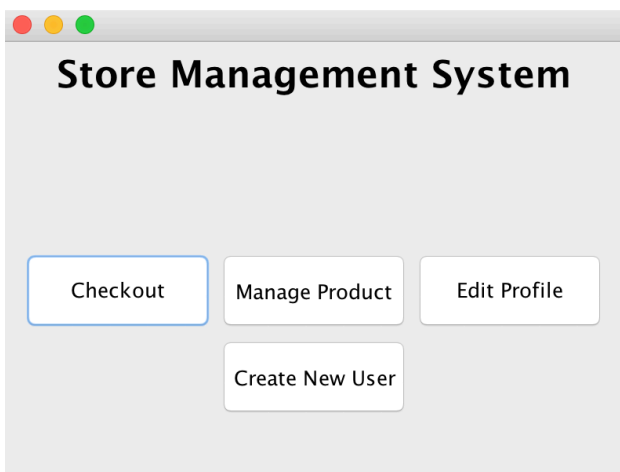 Store Management System
Checkout
Manage Product
Edit Profile
Create New User